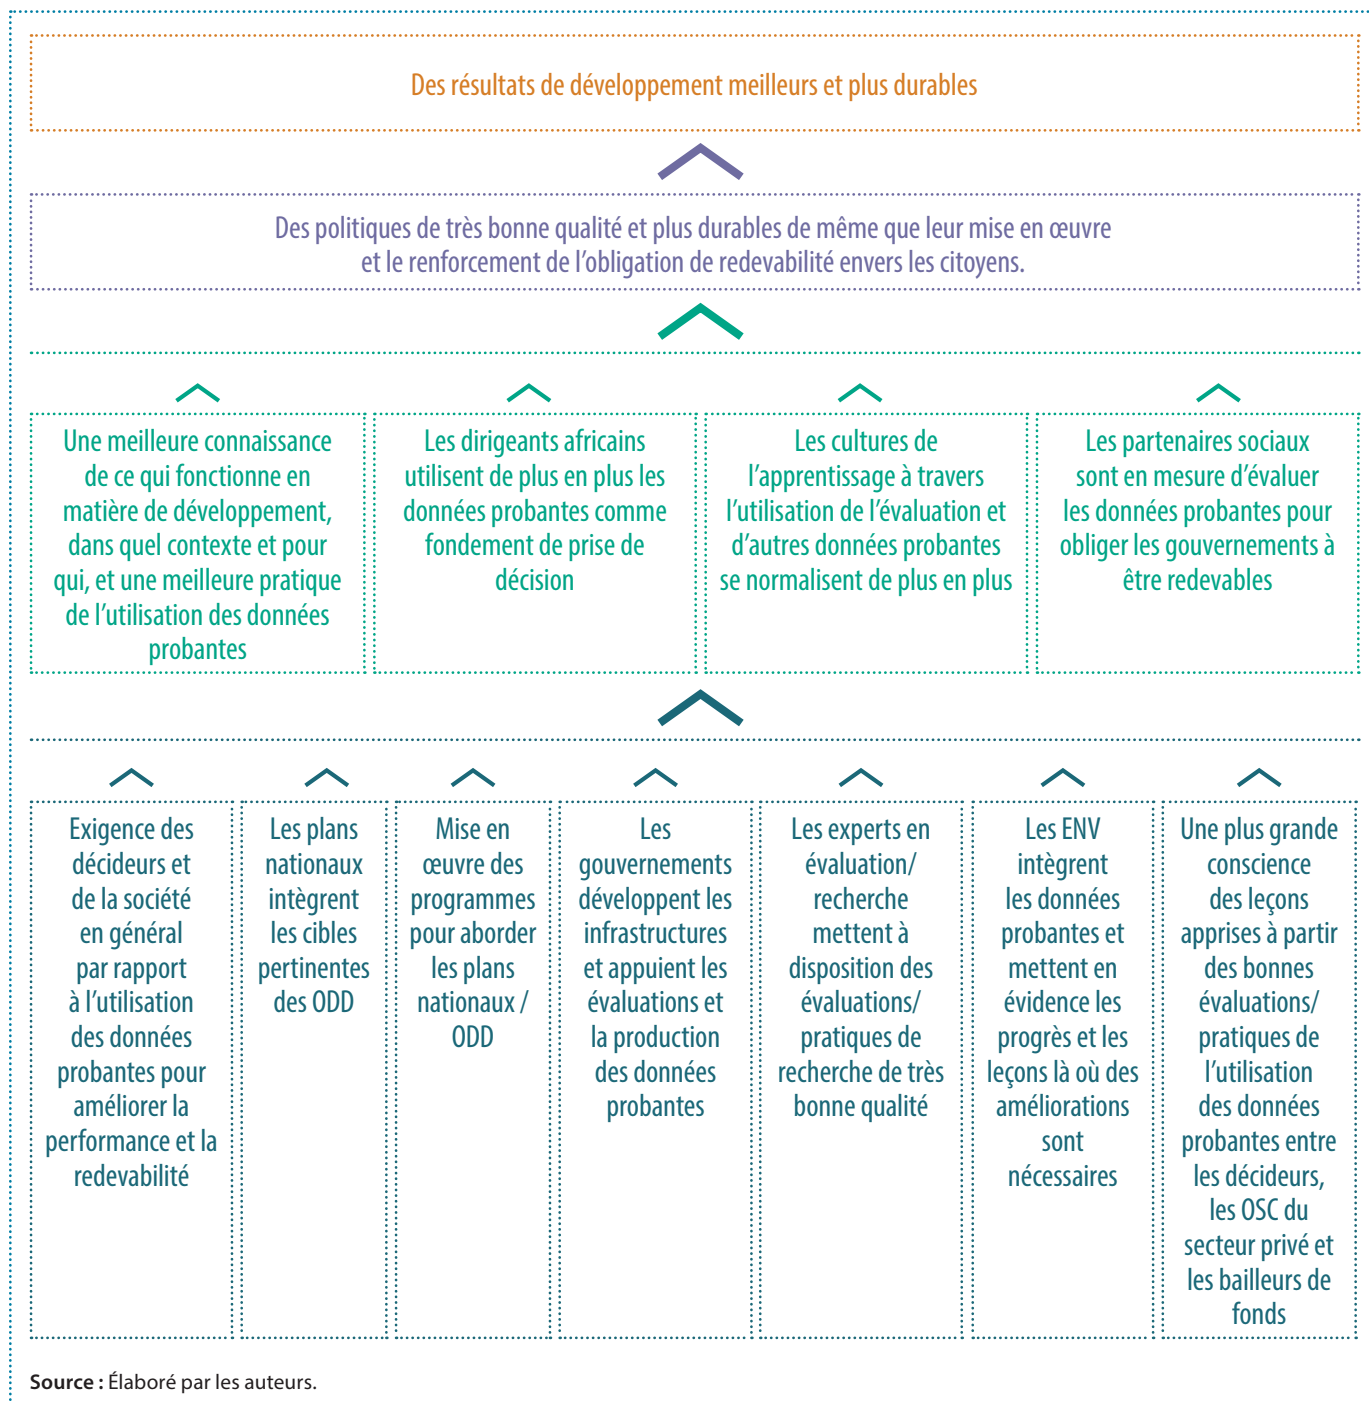 Des résultats de développement meilleurs et plus durables
Des politiques de très bonne qualité et plus durables de même que leur mise en œuvre
et le renforcement de l’obligation de redevabilité envers les citoyens.
Une meilleure connaissance
de ce qui fonctionne en
matière de développement,
dans quel contexte et pour
qui, et une meilleure pratique
de l’utilisation des données
probantes
Les dirigeants africains
utilisent de plus en plus les
données probantes comme
fondement de prise de
décision
Les cultures de
l’apprentissage à travers
l’utilisation de l’évaluation et
d’autres données probantes
se normalisent de plus en plus
Les partenaires sociaux
sont en mesure d’évaluer
les données probantes pour
obliger les gouvernements à
être redevables
Exigence des
décideurs et
de la société
en général
par rapport
à l’utilisation
des données
probantes pour
améliorer la
performance et la
redevabilité
Les plans
nationaux
intègrent
les cibles
pertinentes
des ODD
Mise en
œuvre des
programmes
pour aborder
les plans
nationaux /
ODD
Les
gouvernements
développent les
infrastructures
et appuient les
évaluations et
la production
des données
probantes
Les experts en
évaluation/
recherche
mettent à
disposition des
évaluations/
pratiques de
recherche de très
bonne qualité
Les ENV
intègrent
les données
probantes et
mettent en
évidence les
progrès et les
leçons là où des
améliorations
sont
nécessaires
Une plus grande
conscience
des leçons
apprises à partir
des bonnes
évaluations/
pratiques de
l’utilisation
des données
probantes entre
les décideurs,
les OSC du
secteur privé et
les bailleurs de
fonds
Source : Élaboré par les auteurs.